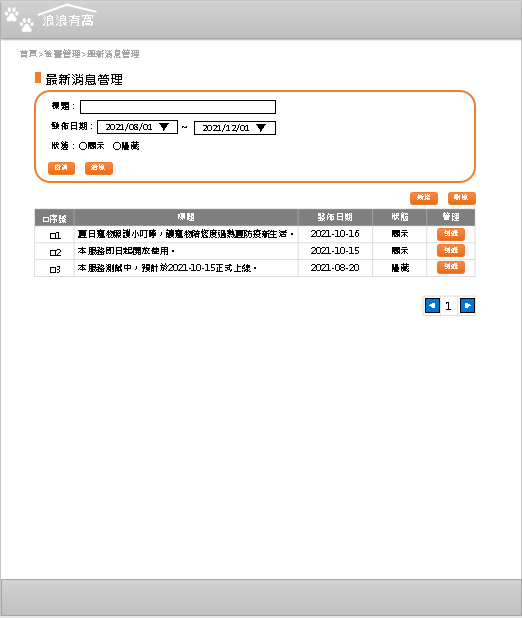 浪浪有窩
首頁>後臺管理>最新消息管理
最新消息管理
標題：
發佈日期： 2021/08/01 ~ 2021/12/01
狀態： 顯示 隱藏
查詢 清除
新增 刪除
序號 標題 發佈日期 狀態 管理
1 夏日寵物照護小叮嚀，讓寵物陪您度過熱夏防疫新生活。 2021-10-16 顯示 編輯
2 本服務即日起開放使用。 2021-10-15 顯示 編輯
3 本服務測試中，預計於2021-10-15正式上線。 2021-08-20 隱藏 編輯
1